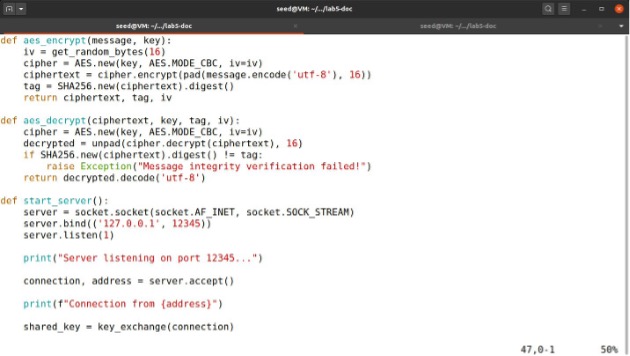 seed@VM: ~/.../lab5-doc
seed@VM: ~/.../lab5-doc
seed@VM: ~/.../lab5-doc
def aes_encrypt(message, key):
    iv = get_random_bytes(16)
    cipher = AES.new(key, AES.MODE_CBC, iv=iv)
    ciphertext = cipher.encrypt(pad(message.encode('utf-8'), 16))
    tag = SHA256.new(ciphertext).digest()
    return ciphertext, tag, iv
def aes_decrypt(ciphertext, key, tag, iv):
    cipher = AES.new(key, AES.MODE_CBC, iv=iv)
    decrypted = unpad(cipher.decrypt(ciphertext), 16)
    if SHA256.new(ciphertext).digest() != tag:
        raise Exception("Message integrity verification failed!")
    return decrypted.decode('utf-8')
def start_server():
    server = socket.socket(socket.AF_INET, socket.SOCK_STREAM)
    server.bind(('127.0.0.1', 12345))
    server.listen(1)
    print("Server listening on port 12345...")
    connection, address = server.accept()
    print(f"Connection from {address}")
    shared_key = key_exchange(connection)
47,0-1 50%